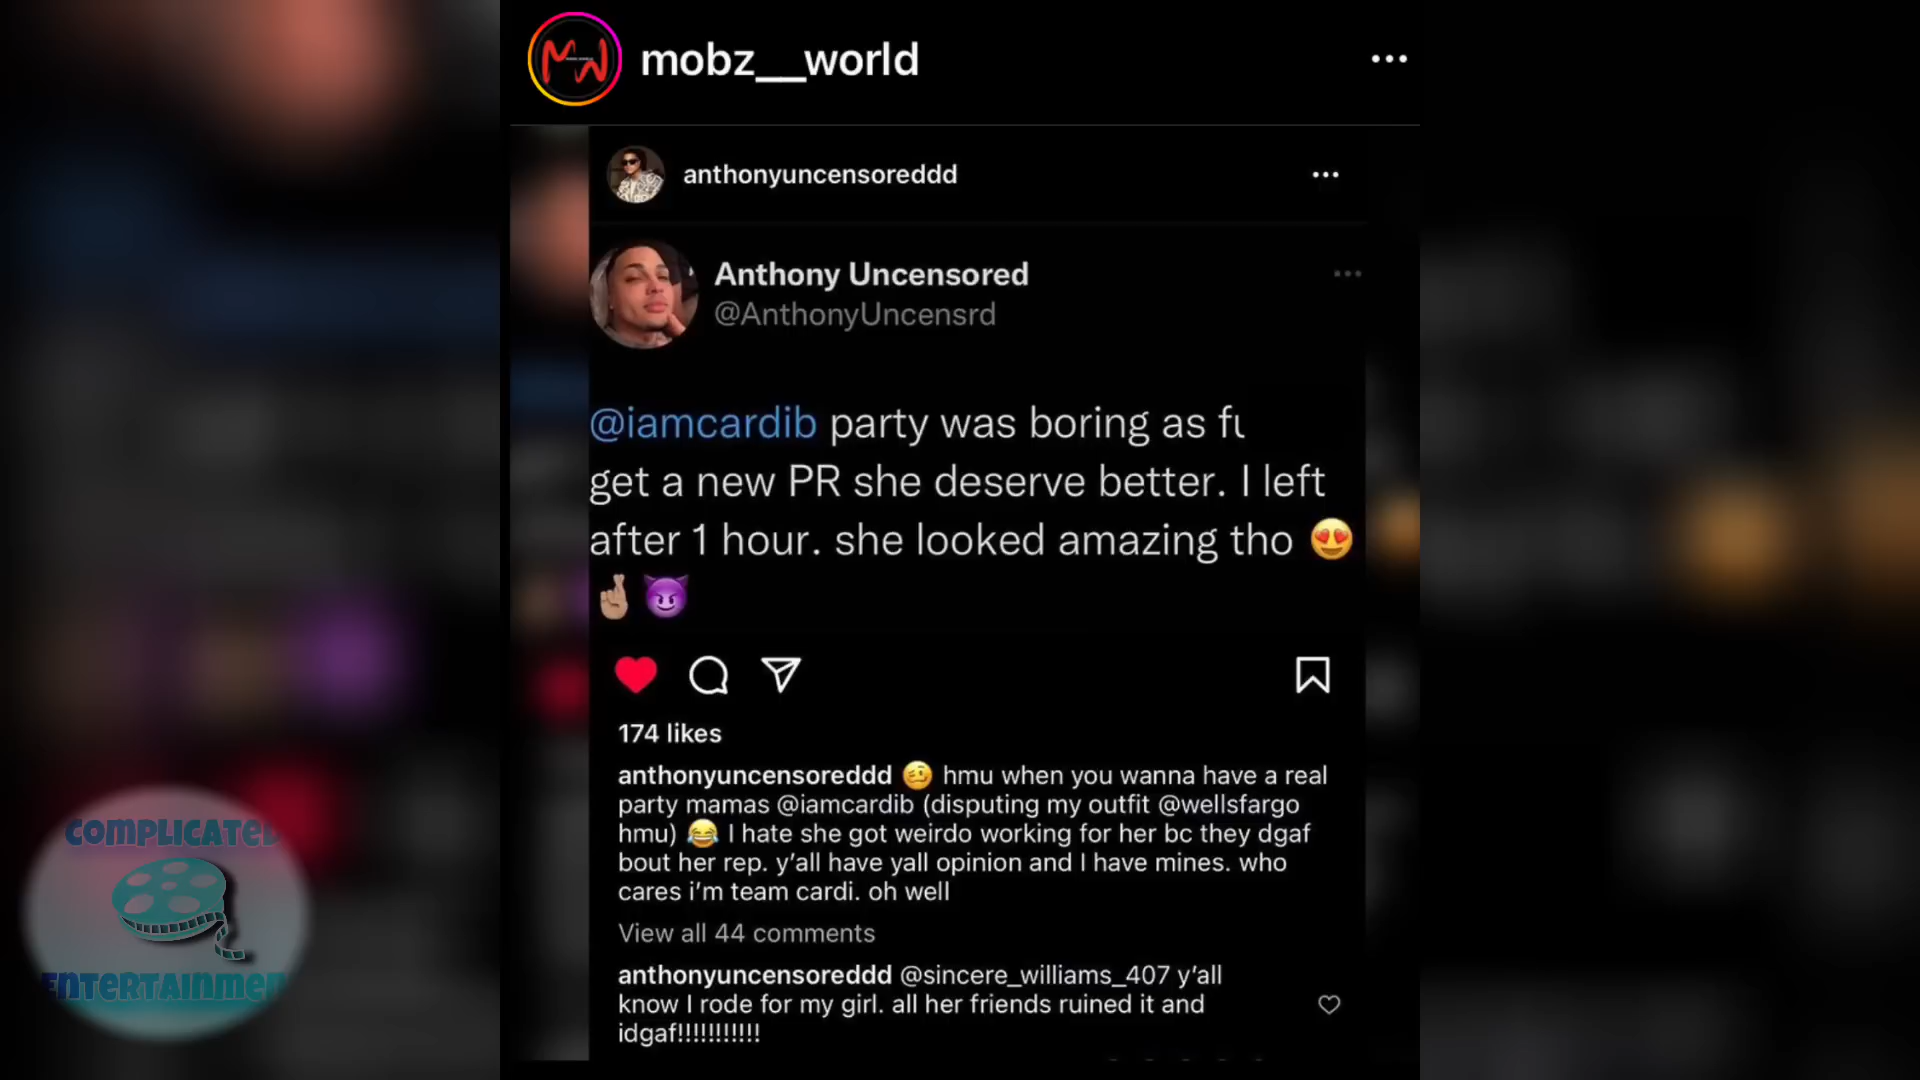 mobz__world
anthonyuncensoreddd
Anthony Uncensored
@AnthonyUncensrd
@iamcardib party was boring as fu
get a new PR she deserve better. I left
after 1 hour. she looked amazing tho 😍
🤞🏼😈
174 likes
anthonyuncensoreddd 🥴 hmu when you wanna have a real
party mamas @iamcardib (disputing my outfit @wellsfargo
hmu) 😂 I hate she got weirdo working for her bc they dgaf
bout her rep. y’all have yall opinion and I have mines. who
cares i’m team cardi. oh well
View all 44 comments
anthonyuncensoreddd @sincere_williams_407 y’all
know I rode for my girl. all her friends ruined it and
idgaf!!!!!!!!!!!
COMPLICATED
ENTERTAINMEN